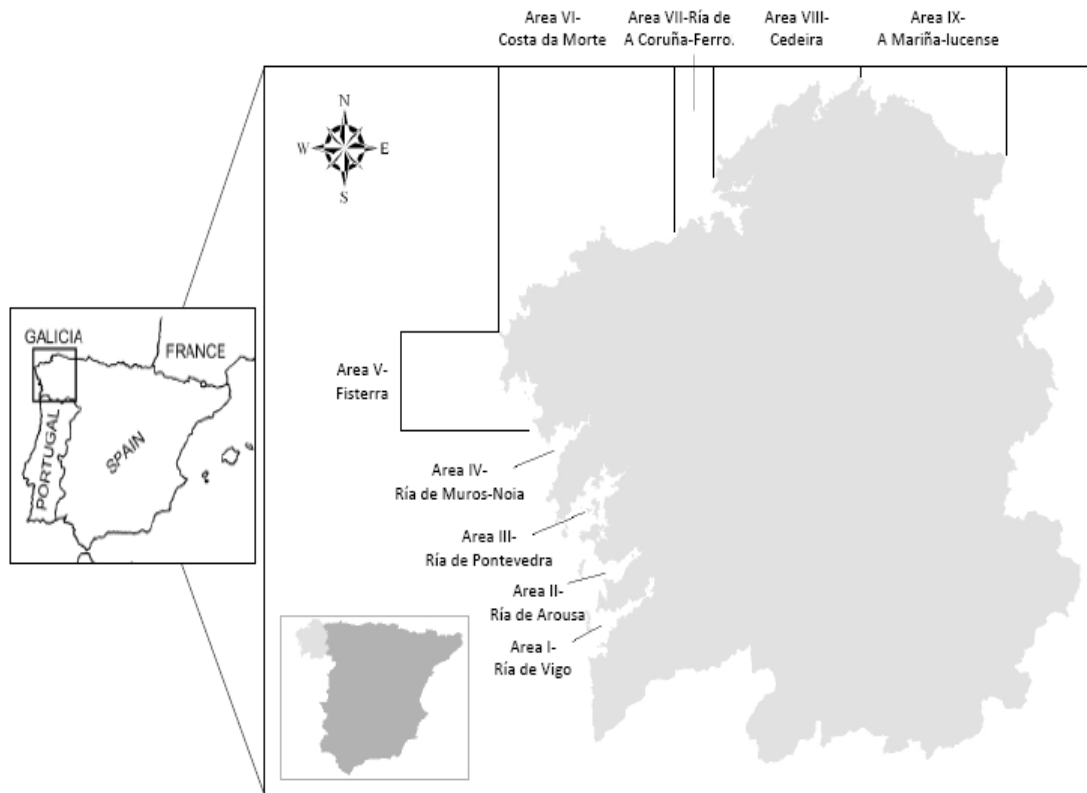 Area VI-
Costa da Morte
Area VII-Ría de
A Coruña-Ferro.
Area VIII-
Cedeira
Area IX-
A Mariña-lucense
N
W
E
S
GALICIA
FRANCE
PORTUGAL
SPAIN
Area V-
Fisterra
Area IV-
Ría de Muros-Noia
Area III-
Ría de Pontevedra
Area II-
Ría de Arousa
Area I-
Ría de Vigo